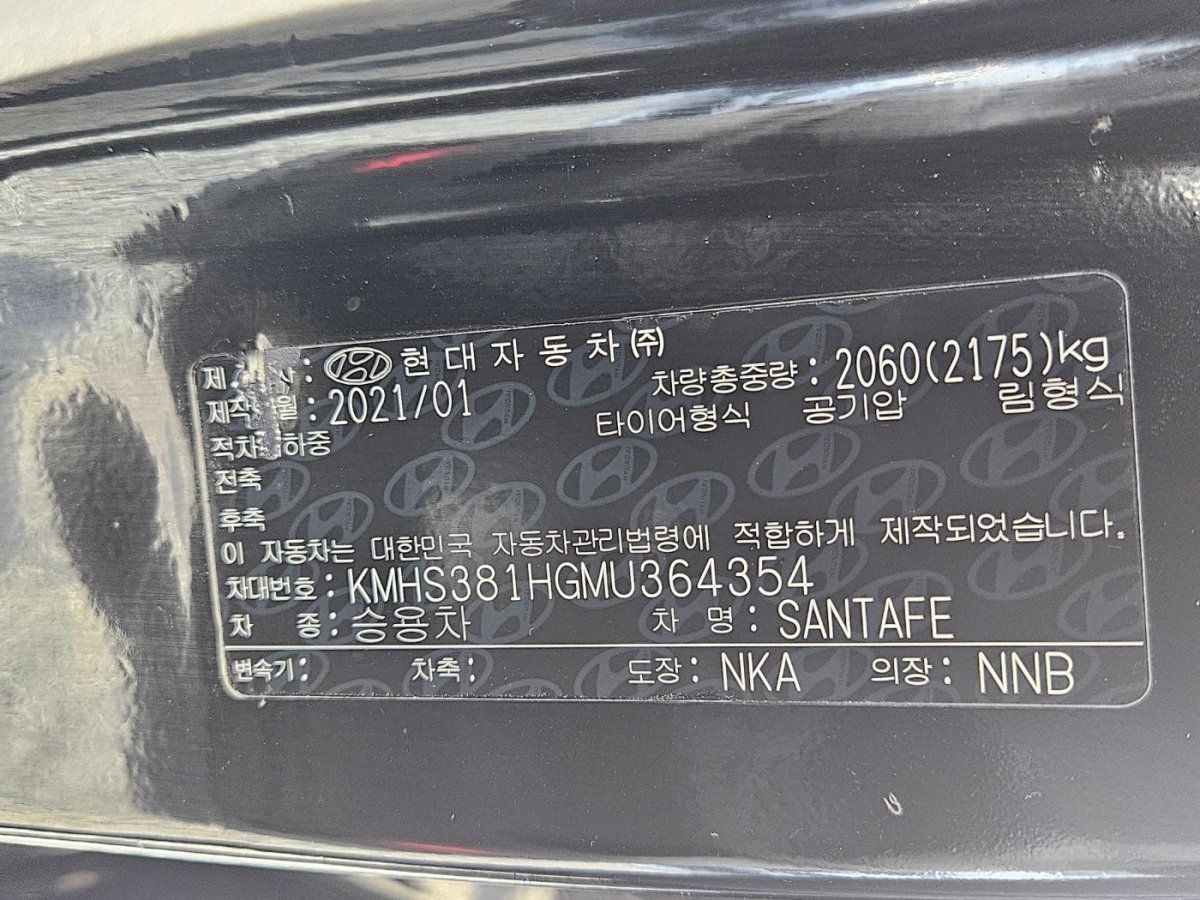 : 현대자동차 (주)
차량총중량 : 2060(2175)kg
: 2021/01
타이어형식 공기압 림형식
전축
후축
이 자동차는 대한민국 자동차관리법령에 적합하게 제작되었습니다.
차대번호 : KMHS381HGMU364354
차 종 : 승용차 차 명 : SANTAFE
변속기 : 차축 : 도장 : NKA 의장 : NNB